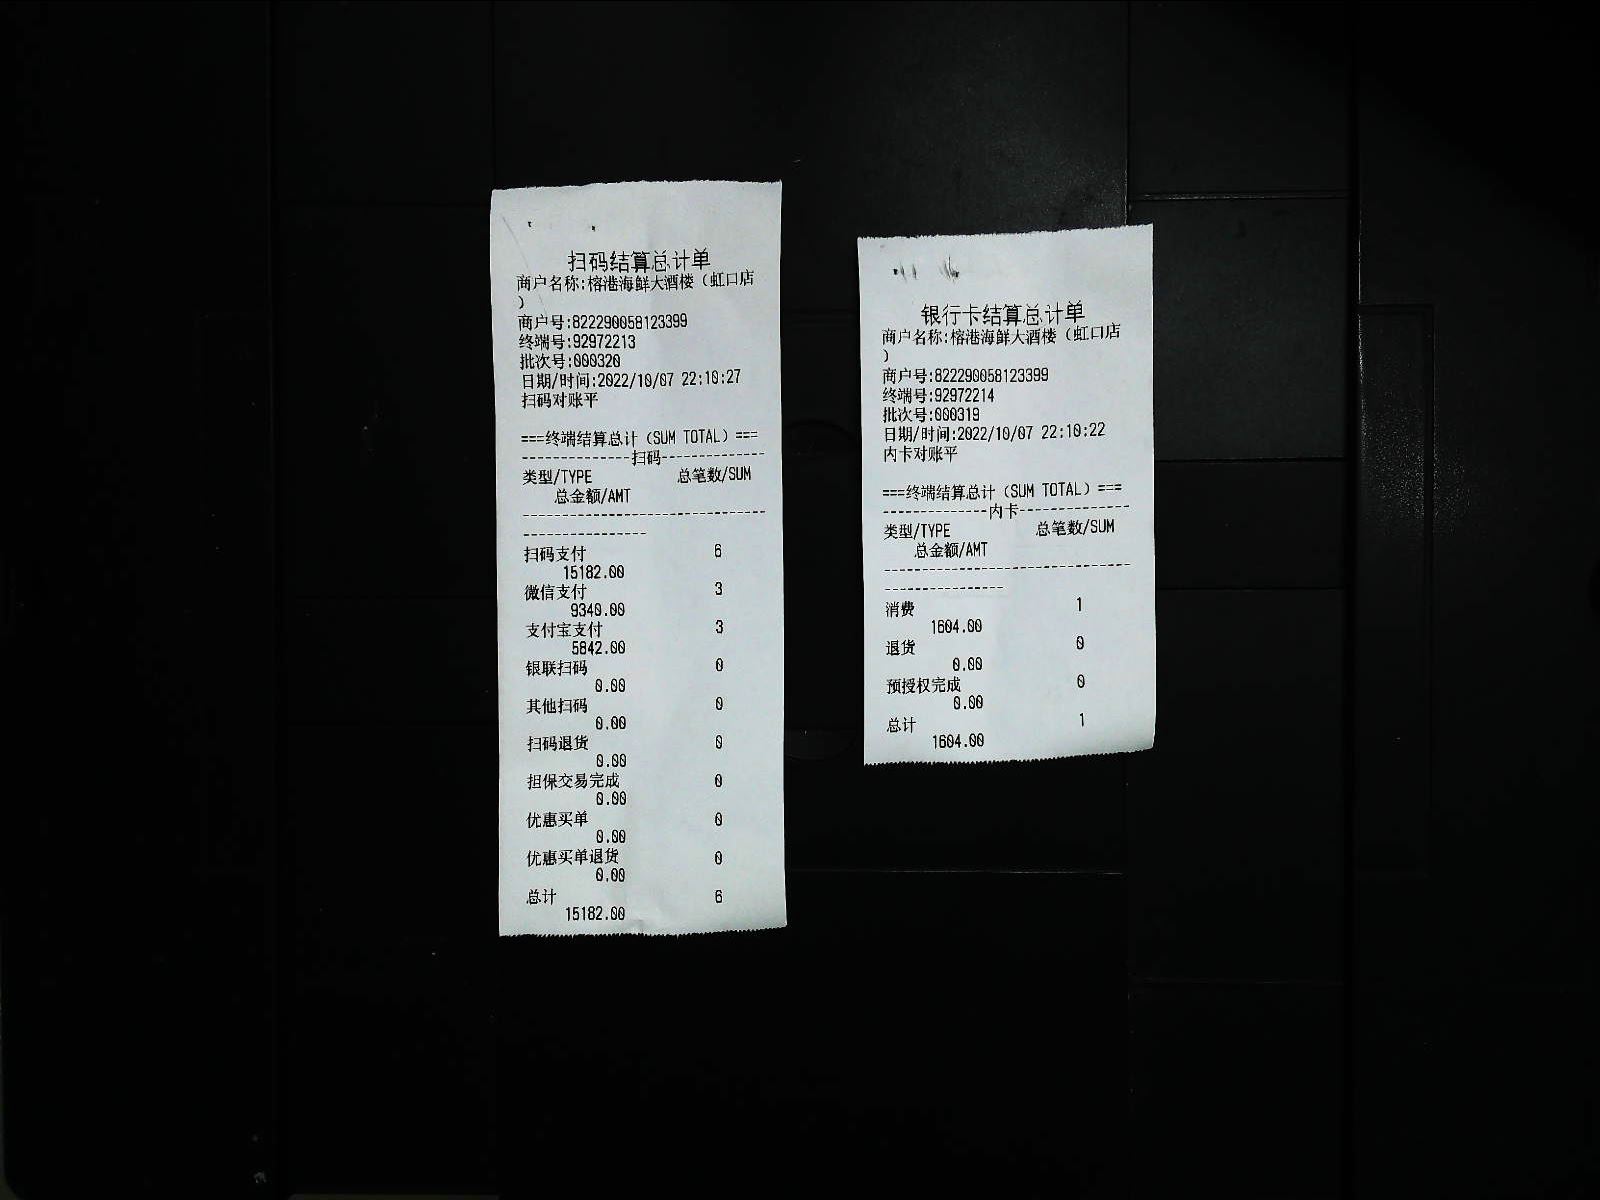 扫码结算总计单
商户名称:榕港海鲜大酒楼（虹口店
）
商户号:822290058123399
终端号:92972213
批次号:000320
日期/时间:2022/10/07 22:10:27
扫码对账平
===终端结算总计（SUM TOTAL）===
--------------扫码--------------
类型/TYPE 总笔数/SUM
总金额/AMT
--------------------------------
----------------
扫码支付 6
15182.00
微信支付 3
9340.00
支付宝支付 3
5842.00
银联扫码 0
0.00
其他扫码 0
0.00
扫码退货 0
0.00
担保交易完成 0
0.00
优惠买单 0
0.00
优惠买单退货 0
0.00
总计 6
15182.00
银行卡结算总计单
商户名称:榕港海鲜大酒楼（虹口店
）
商户号:822290058123399
终端号:92972214
批次号:000319
日期/时间:2022/10/07 22:10:22
内卡对账平
===终端结算总计（SUM TOTAL）===
--------------内卡--------------
类型/TYPE 总笔数/SUM
总金额/AMT
--------------------------------
----------------
消费 1
1604.00
退货 0
0.00
预授权完成 0
0.00
总计 1
1604.00